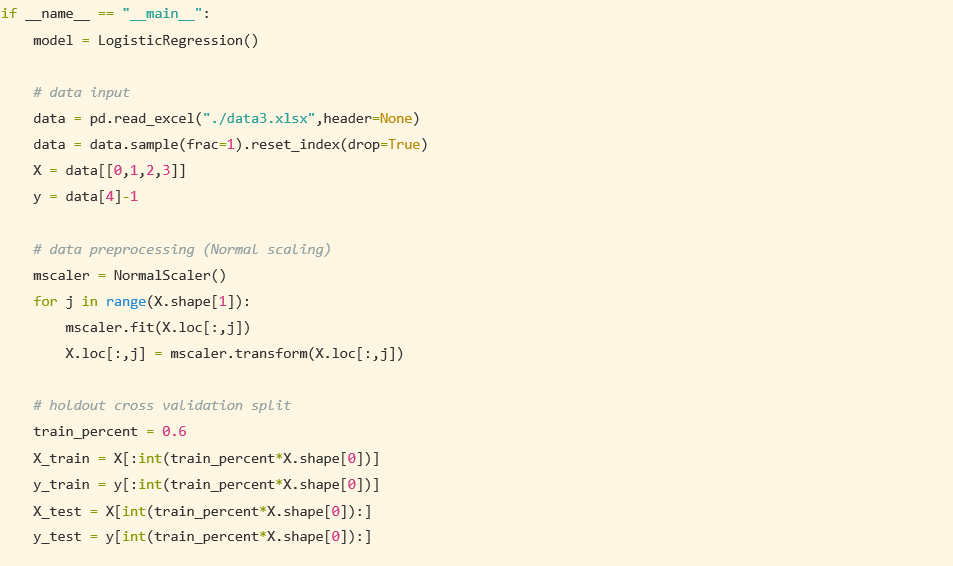 if __name__ == "__main__":
    model = LogisticRegression()

    # data input
    data = pd.read_excel("./data3.xlsx",header=None)
    data = data.sample(frac=1).reset_index(drop=True)
    X = data[[0,1,2,3]]
    y = data[4]-1

    # data preprocessing (Normal scaling)
    mscaler = NormalScaler()
    for j in range(X.shape[1]):
        mscaler.fit(X.loc[:,j])
        X.loc[:,j] = mscaler.transform(X.loc[:,j])

    # holdout cross validation split
    train_percent = 0.6
    X_train = X[:int(train_percent*X.shape[0])]
    y_train = y[:int(train_percent*X.shape[0])]
    X_test = X[int(train_percent*X.shape[0]):]
    y_test = y[int(train_percent*X.shape[0]):]